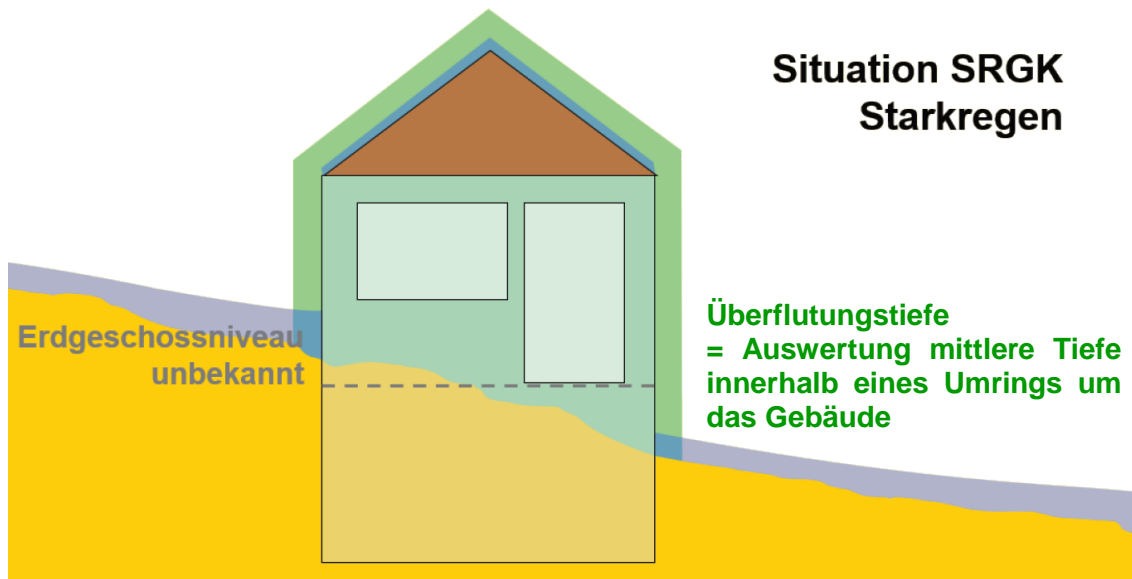 Situation SRGK
Starkregen
Erdgeschossniveau
unbekannt
Überflutungstiefe
= Auswertung mittlere Tiefe
innerhalb eines Umrings um
das Gebäude